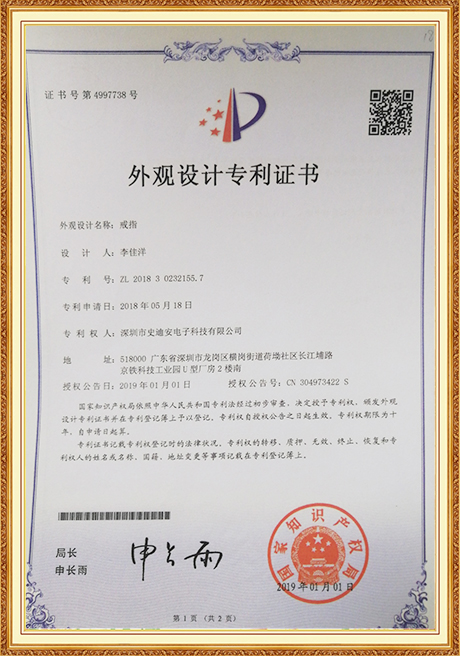 18
证书号第4997738号
外观设计专利证书
外观设计名称：戒指
设计人：李佳洋
专利号：ZL 2018 3 0232155.7
专利申请日：2018年05月18日
专利权人：深圳市史迪安电子科技有限公司
地址：518000 广东省深圳市龙岗区横岗街道荷坳社区长江埔路
京铁科技工业园U型厂房2楼南
授权公告日：2019年01月01日 授权公告号：CN 304973422 S
国家知识产权局依照中华人民共和国专利法经过初步审查，决定授予专利权，颁发外观
设计专利证书并在专利登记簿上予以登记。专利权自授权公告之日起生效。专利权期限为十
年，自申请日起算。
专利证书记载专利权登记时的法律状况。专利权的转移、质押、无效、终止、恢复和专
利权人的姓名或名称、国籍、地址变更等事项记载在专利登记簿上。
局长
申长雨
申长雨
国家知识产权局
2019年01月01日
第1页（共2页）